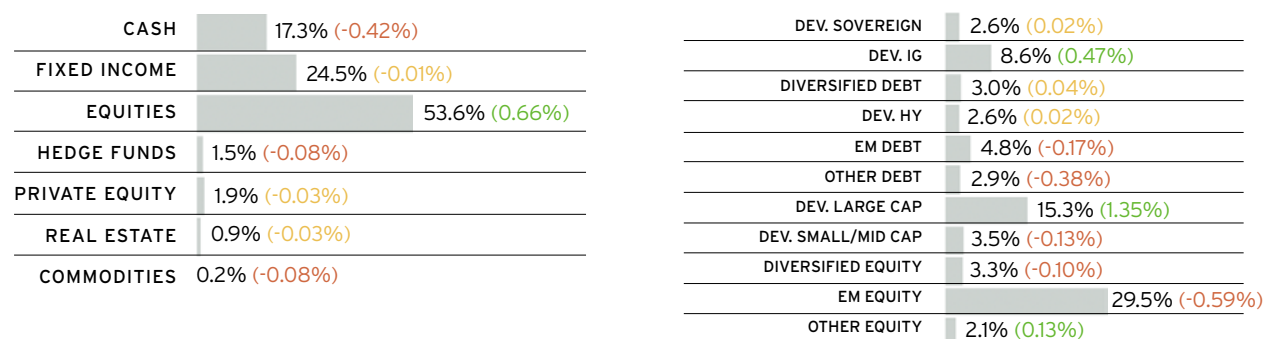 CASH 17.3% (-0.42%)
FIXED INCOME 24.5% (-0.01%)
EQUITIES 53.6% (0.66%)
HEDGE FUNDS 1.5% (-0.08%)
PRIVATE EQUITY 1.9% (-0.03%)
REAL ESTATE 0.9% (-0.03%)
COMMODITIES 0.2% (-0.08%)
DEV. SOVEREIGN 2.6% (0.02%)
DEV. IG 8.6% (0.47%)
DIVERSIFIED DEBT 3.0% (0.04%)
DEV. HY 2.6% (0.02%)
EM DEBT 4.8% (-0.17%)
OTHER DEBT 2.9% (-0.38%)
DEV. LARGE CAP 15.3% (1.35%)
DEV. SMALL/MID CAP 3.5% (-0.13%)
DIVERSIFIED EQUITY 3.3% (-0.10%)
EM EQUITY 29.5% (-0.59%)
OTHER EQUITY 2.1% (0.13%)